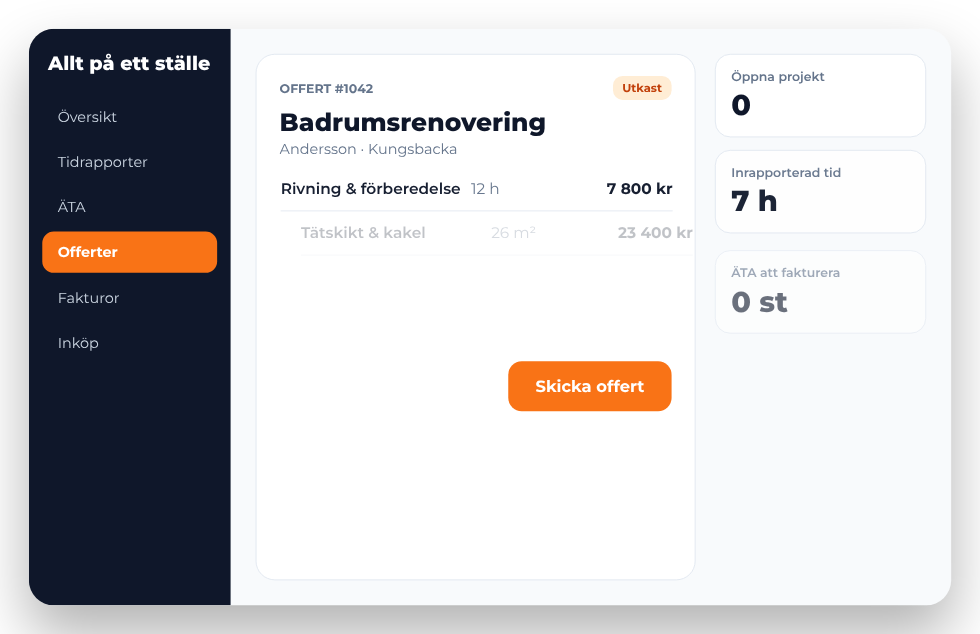 Allt på ett ställe
Översikt
Tidrapporter
ÄTA
Offerter
Fakturor
Inköp
OFFERT #1042
Utkast
Badrumsrenovering
Andersson · Kungsbacka
Rivning & förberedelse 12 h 7 800 kr
Tätskikt & kakel 26 m² 23 400 kr
Skicka offert
Öppna projekt
0
Inrapporterad tid
7 h
ÄTA att fakturera
0 st